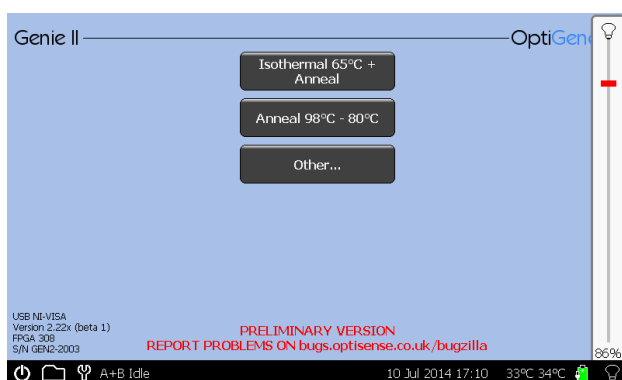 Genie II
OptiGene
Isothermal 65°C +
Anneal
Anneal 98°C - 80°C
Other...
USB NI-VISA
Version 2.22x (beta 1)
FPGA 308
S/N GEN2-2003
PRELIMINARY VERSION
REPORT PROBLEMS ON bugs.optisense.co.uk/bugzilla
86%
A+B Idle
10 Jul 2014 17:10
33°C 34°C